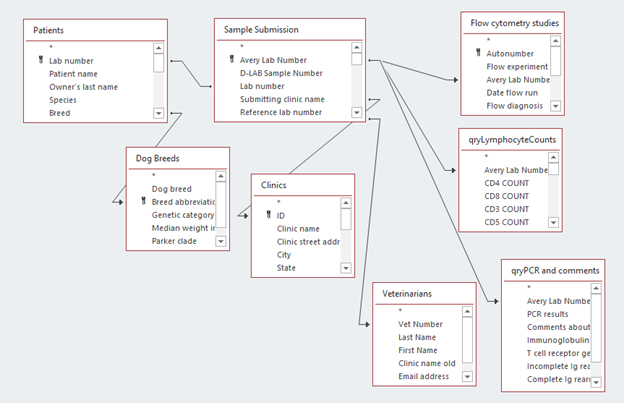 Patients
*
Lab number
Patient name
Owner's last name
Species
Breed
Sample Submission
*
Avery Lab Number
D-LAB Sample Number
Lab number
Submitting clinic name
Reference lab number
Flow cytometry studies
*
Autonumber
Flow experiment
Avery Lab Numbe
Date flow run
Flow diagnosis
qryLymphocyteCounts
*
Avery Lab Number
CD4 COUNT
CD8 COUNT
CD3 COUNT
CD5 COUNT
Dog Breeds
*
Dog breed
Breed abbreviatio
Genetic category
Median weight in
Parker clade
Clinics
*
ID
Clinic name
Clinic street addr
City
State
qryPCR and comments
*
Avery Lab Numbe
PCR results
Comments about
Immunoglobulin
T cell receptor ge
Incomplete Ig rea
Complete Ig rearr
Veterinarians
*
Vet Number
Last Name
First Name
Clinic name old
Email address